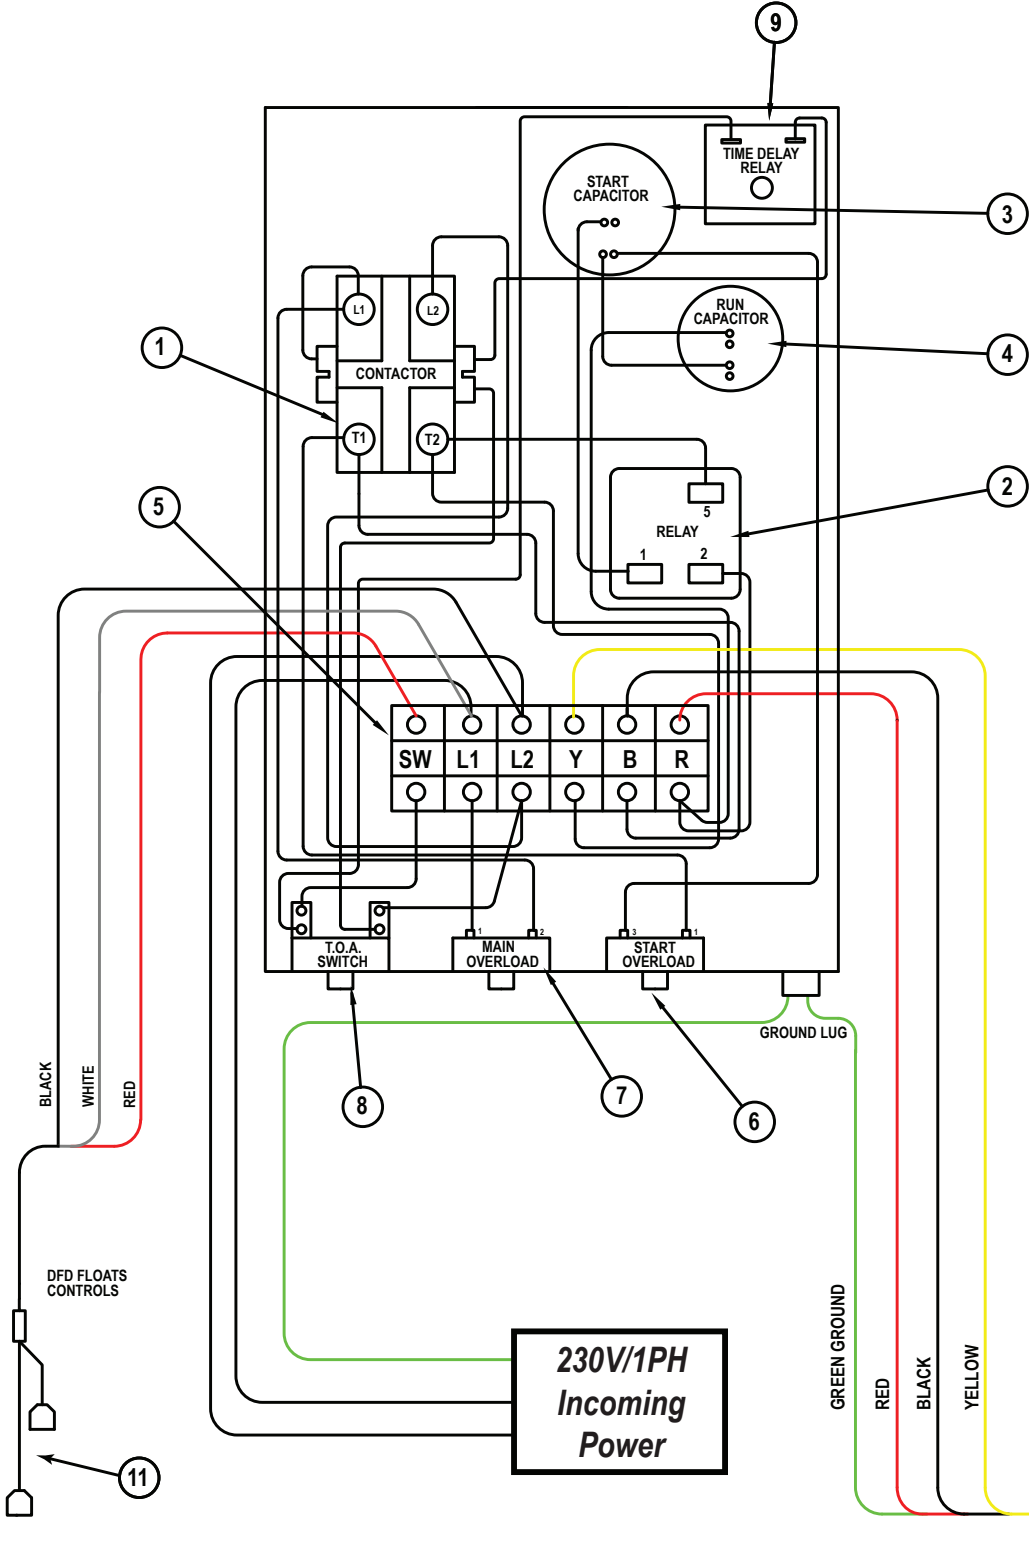 9
TIME DELAY
RELAY
START
CAPACITOR
3
L1
L2
RUN
CAPACITOR
1
4
CONTACTOR
T1
T2
5
2
5
RELAY
1
2
SW
L1
L2
Y
B
R
T.O.A.
SWITCH
1
2
MAIN
OVERLOAD
3
1
START
OVERLOAD
GROUND LUG
BLACK
WHITE
RED
8
7
6
DFD FLOATS
CONTROLS
230V/1PH
Incoming
Power
GREEN GROUND
RED
BLACK
YELLOW
11